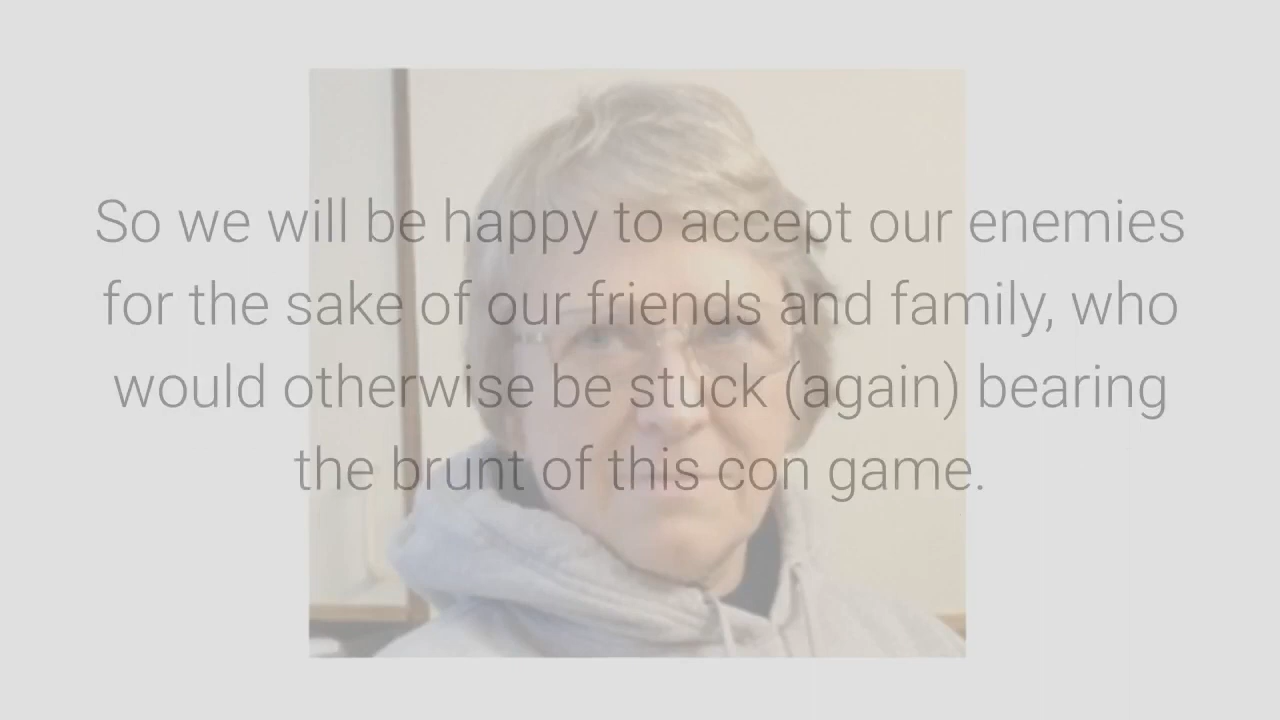 So we will be happy to accept our enemies
for the sake of our friends and family, who
would otherwise be stuck (again) bearing
the brunt of this con game.